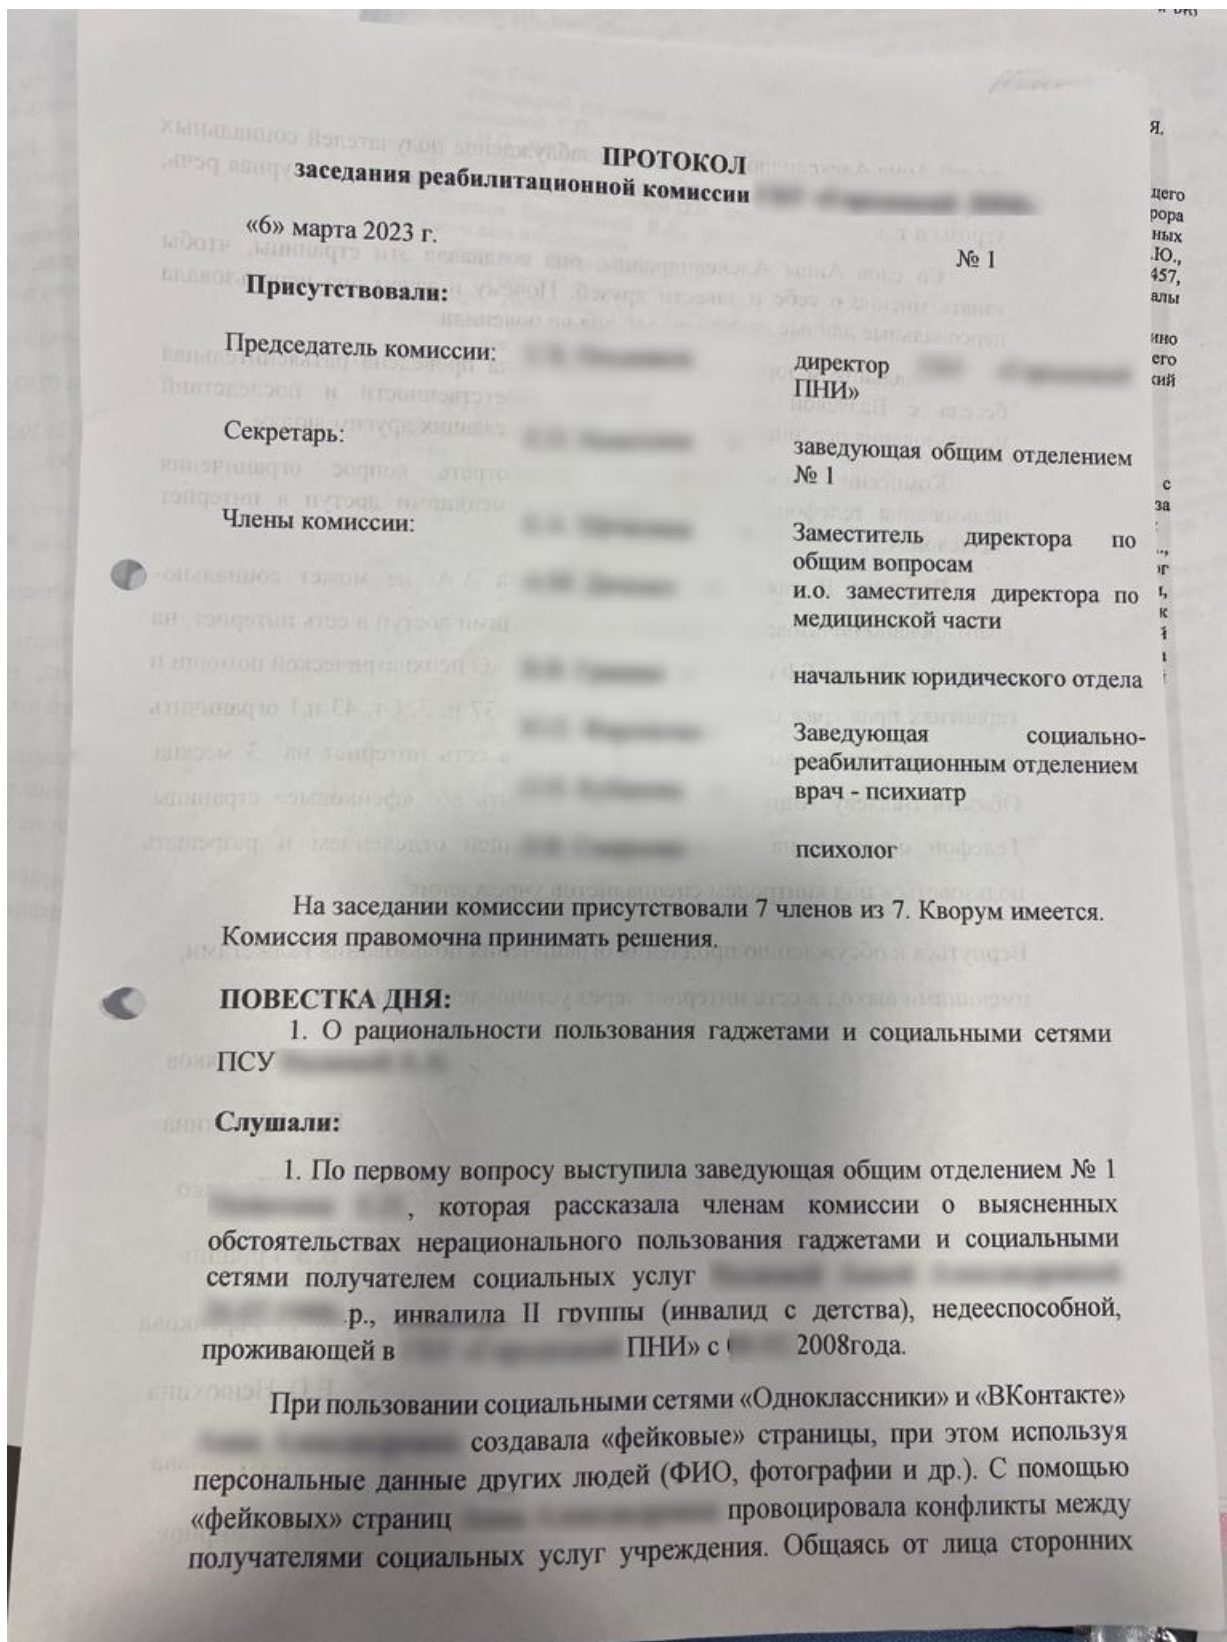 ПРОТОКОЛ
заседания реабилитационной комиссии
«6» марта 2023 г.
№ 1
Присутствовали:
Председатель комиссии:
директор
ПНИ»
Секретарь:
заведующая общим отделением
№ 1
Члены комиссии:
Заместитель директора по
общим вопросам
и.о. заместителя директора по
медицинской части
начальник юридического отдела
Заведующая социально-
реабилитационным отделением
врач - психиатр
психолог
На заседании комиссии присутствовали 7 членов из 7. Кворум имеется.
Комиссия правомочна принимать решения.
ПОВЕСТКА ДНЯ:
1. О рациональности пользования гаджетами и социальными сетями
ПСУ
Слушали:
1. По первому вопросу выступила заведующая общим отделением № 1
, которая рассказала членам комиссии о выясненных
обстоятельствах нерационального пользования гаджетами и социальными
сетями получателем социальных услуг
.р., инвалида II группы (инвалид с детства), недееспособной,
проживающей в ПНИ» с 2008года.
При пользовании социальными сетями «Одноклассники» и «ВКонтакте»
создавала «фейковые» страницы, при этом используя
персональные данные других людей (ФИО, фотографии и др.). С помощью
«фейковых» страниц провоцировала конфликты между
получателями социальных услуг учреждения. Общаясь от лица сторонних